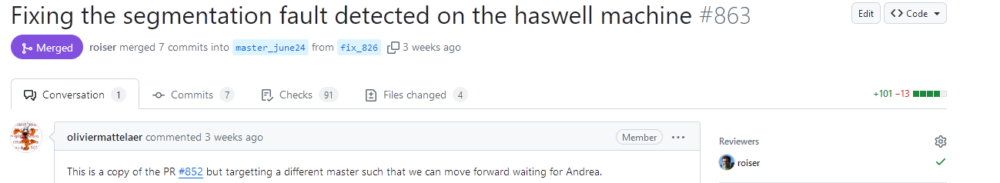 Fixing the segmentation fault detected on the haswell machine #863
Edit
Code
Merged
roiser merged 7 commits into master_june24 from fix_826 3 weeks ago
Conversation 1
Commits 7
Checks 91
Files changed 4
+101 −13
oliviermattelaer commented 3 weeks ago
Member
This is a copy of the PR #852 but targetting a different master such that we can move forward waiting for Andrea.
Reviewers
roiser